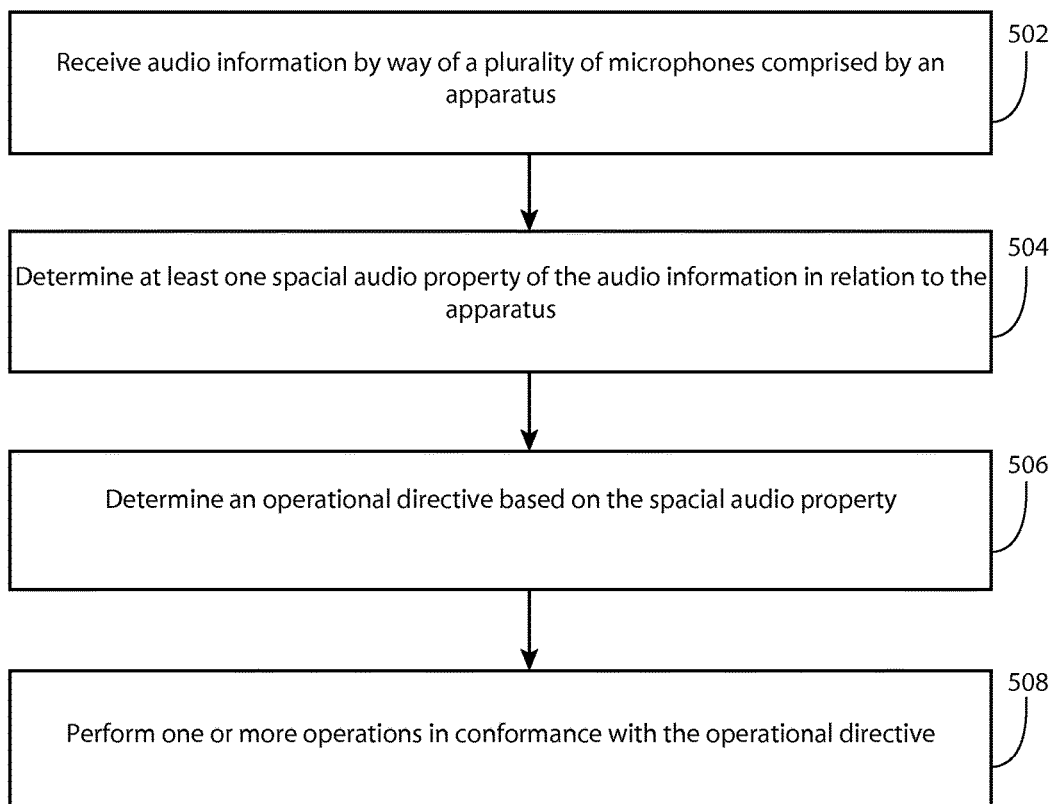 502
Receive audio information by way of a plurality of microphones comprised by an
apparatus
504
Determine at least one spacial audio property of the audio information in relation to the
apparatus
506
Determine an operational directive based on the spacial audio property
508
Perform one or more operations in conformance with the operational directive